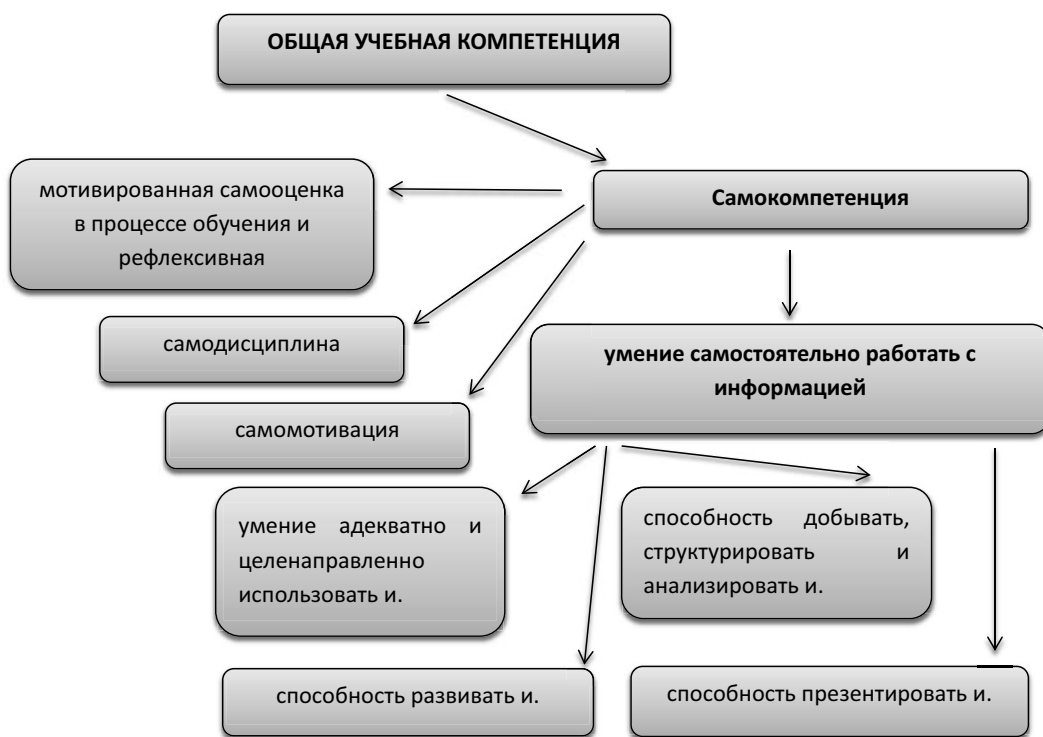 ОБЩАЯ УЧЕБНАЯ КОМПЕТЕНЦИЯ
мотивированная самооценка
в процессе обучения и
рефлексивная
Самокомпетенция
самодисциплина
умение самостоятельно работать с
информацией
самомотивация
умение адекватно и
целенаправленно
использовать и.
способность добывать,
структурировать и
анализировать и.
способность развивать и.
способность презентировать и.